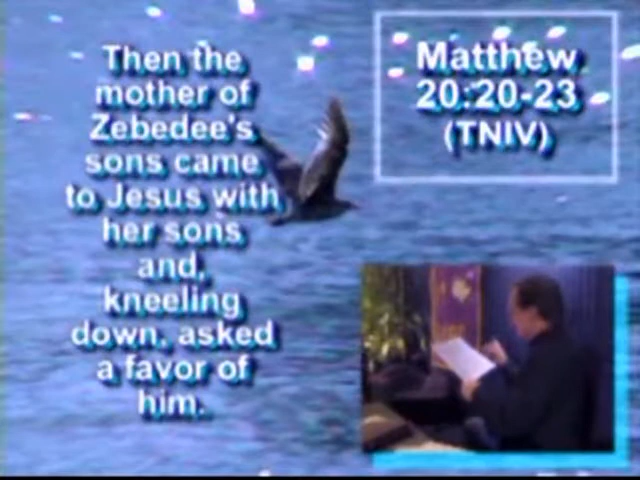 Then the
mother of
Zebedee's
sons came
to Jesus with
her sons
and,
kneeling
down, asked
a favor of
him.
Matthew
20:20-23
(TNIV)